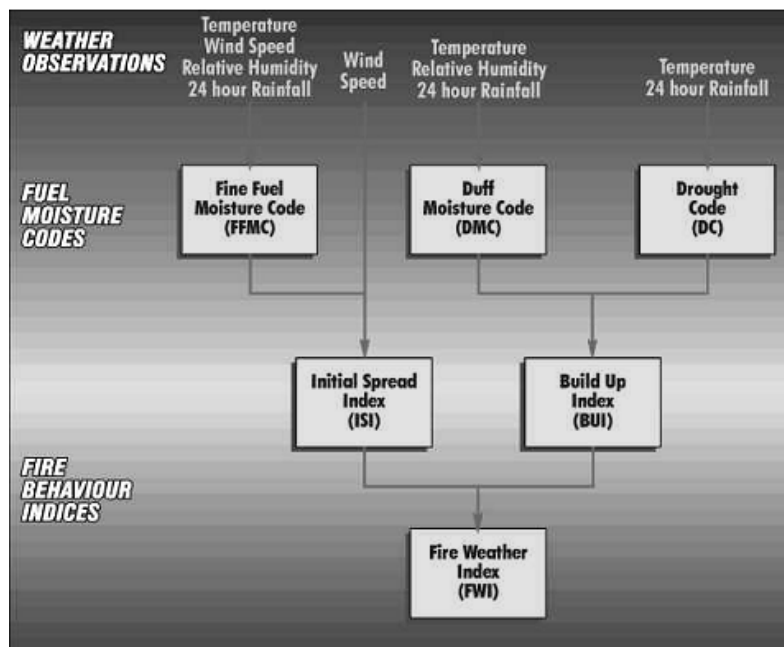 WEATHER
OBSERVATIONS
Temperature
Wind Speed
Relative Humidity
24 hour Rainfall
Wind
Speed
Temperature
Relative Humidity
24 hour Rainfall
Temperature
24 hour Rainfall
FUEL
MOISTURE
CODES
Fine Fuel
Moisture Code
(FFMC)
Duff
Moisture Code
(DMC)
Drought
Code
(DC)
Initial Spread
Index
(ISI)
Build Up
Index
(BUI)
FIRE
BEHAVIOUR
INDICES
Fire Weather
Index
(FWI)